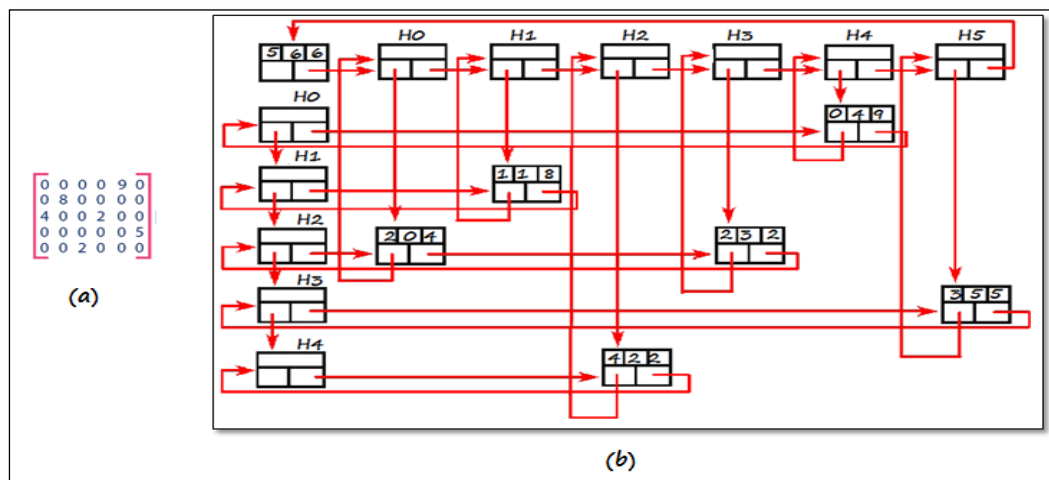 H0 H1 H2 H3 H4 H5
5 6 6
H0
0 4 9
H1
1 1 8
H2
2 0 4 2 3 2
H3
3 5 5
H4
4 2 2
0 0 0 0 9 0
0 8 0 0 0 0
4 0 0 2 0 0
0 0 0 0 0 5
0 0 2 0 0 0
(a)
(b)